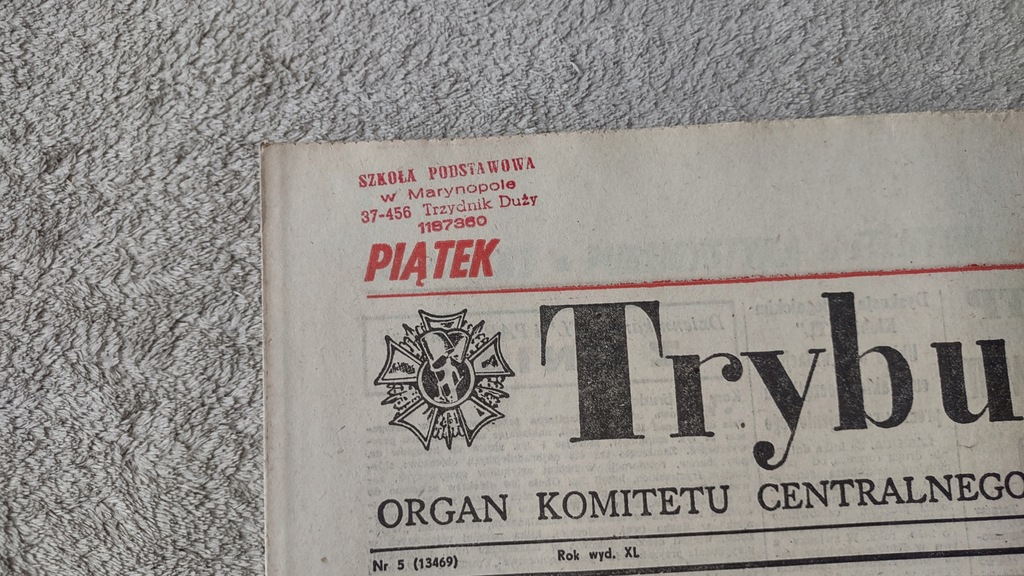 SZKOŁA PODSTAWOWA
w Marynopole
37-456 Trzydnik Duży
1187360
PIĄTEK
Trybu
ORGAN KOMITETU CENTRALNEGO
Nr 5 (13469) Rok wyd. XL